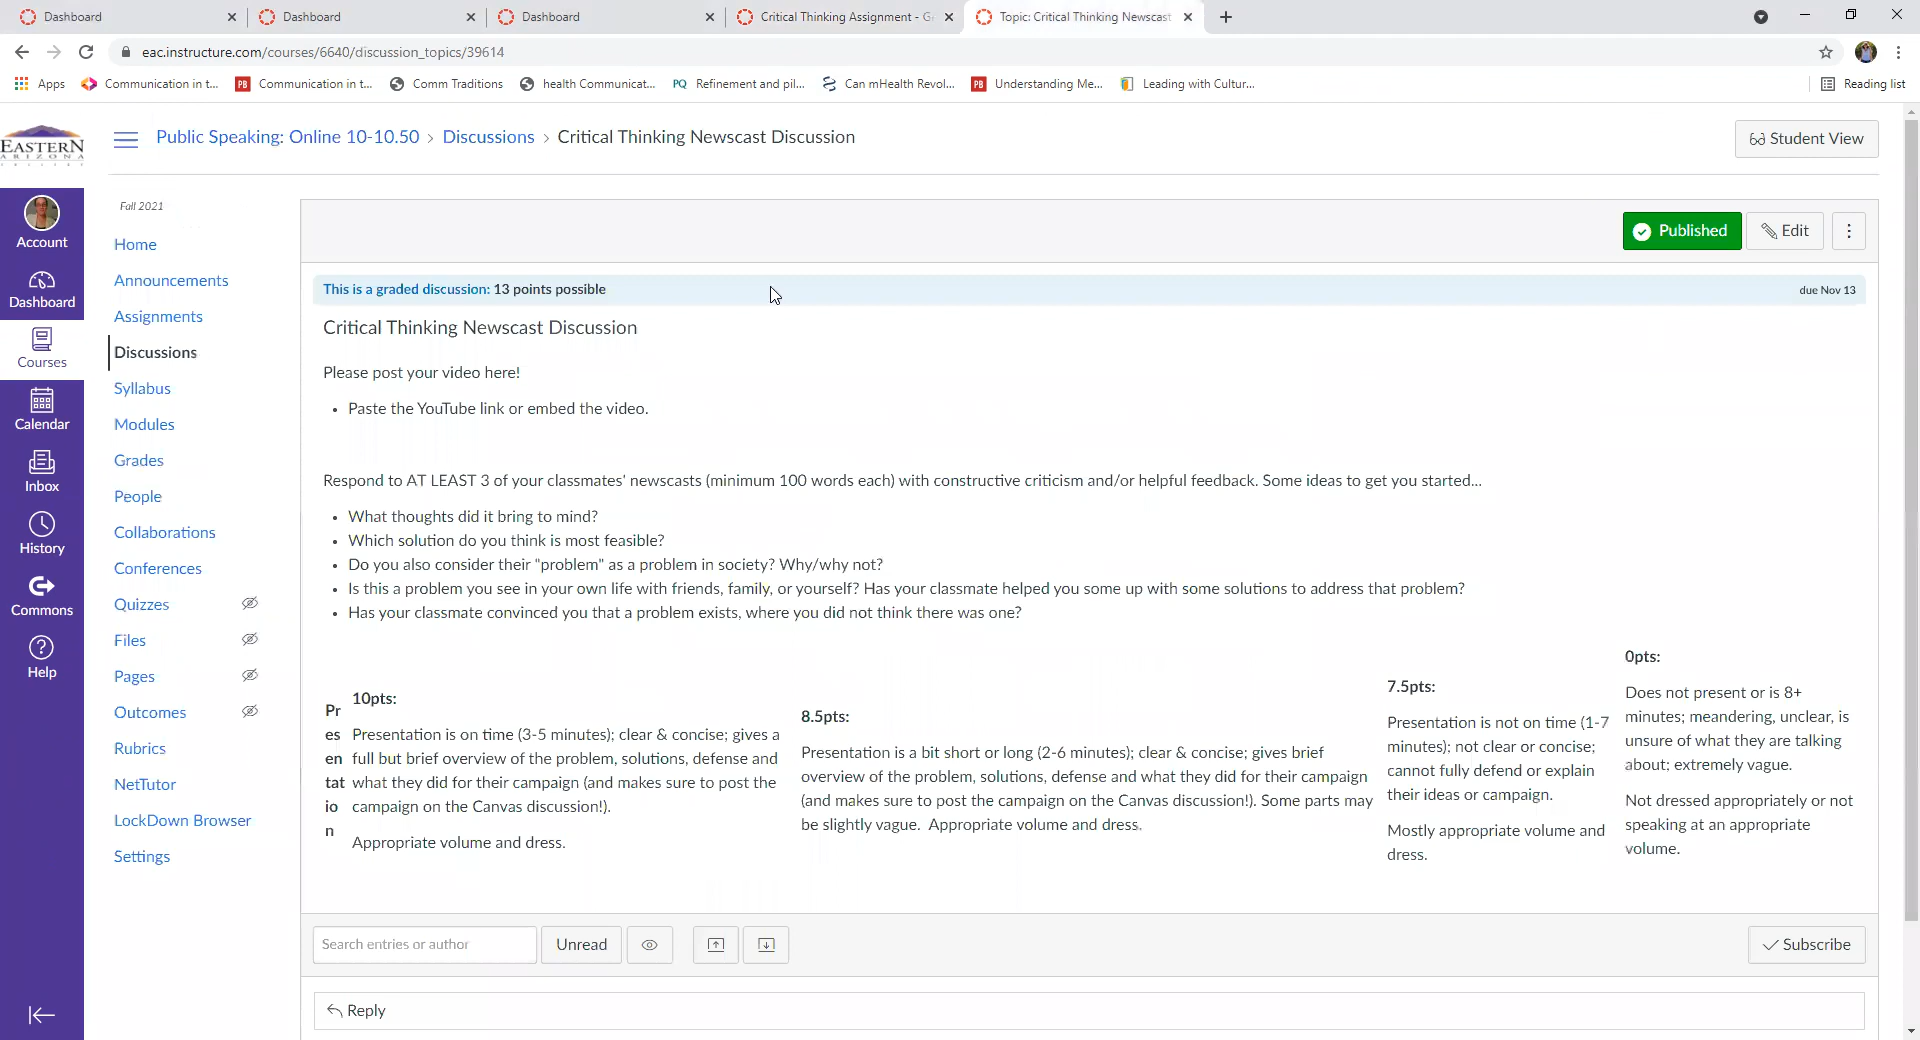 Dashboard
Dashboard
Dashboard
Critical Thinking Assignment - G
Topic: Critical Thinking Newscast
eac.instructure.com/courses/6640/discussion_topics/39614
Apps
Communication in t...
PB
Communication in t...
Comm Traditions
health Communicat...
PQ
Refinement and pil...
Can mHealth Revol...
PB
Understanding Me...
Leading with Cultur...
Reading list
EASTERN
ARIZONA
Public Speaking: Online 10-10.50 > Discussions > Critical Thinking Newscast Discussion
Student View
Account
Dashboard
Courses
Calendar
Inbox
History
Commons
Help
Fall 2021
Home
Announcements
Assignments
Discussions
Syllabus
Modules
Grades
People
Collaborations
Conferences
Quizzes
Files
Pages
Outcomes
Rubrics
NetTutor
LockDown Browser
Settings
Published
Edit
This is a graded discussion: 13 points possible
due Nov 13
Critical Thinking Newscast Discussion
Please post your video here!
• Paste the YouTube link or embed the video.
Respond to AT LEAST 3 of your classmates' newscasts (minimum 100 words each) with constructive criticism and/or helpful feedback. Some ideas to get you started...
• What thoughts did it bring to mind?
• Which solution do you think is most feasible?
• Do you also consider their "problem" as a problem in society? Why/why not?
• Is this a problem you see in your own life with friends, family, or yourself? Has your classmate helped you some up with some solutions to address that problem?
• Has your classmate convinced you that a problem exists, where you did not think there was one?
Pr
es
en
tat
io
n
10pts:
Presentation is on time (3-5 minutes); clear & concise; gives a
full but brief overview of the problem, solutions, defense and
what they did for their campaign (and makes sure to post the
campaign on the Canvas discussion!).
Appropriate volume and dress.
8.5pts:
Presentation is a bit short or long (2-6 minutes); clear & concise; gives brief
overview of the problem, solutions, defense and what they did for their campaign
(and makes sure to post the campaign on the Canvas discussion!). Some parts may
be slightly vague. Appropriate volume and dress.
7.5pts:
Presentation is not on time (1-7
minutes); not clear or concise;
cannot fully defend or explain
their ideas or campaign.
Mostly appropriate volume and
dress.
0pts:
Does not present or is 8+
minutes; meandering, unclear, is
unsure of what they are talking
about; extremely vague.
Not dressed appropriately or not
speaking at an appropriate
volume.
Search entries or author
Unread
Subscribe
Reply